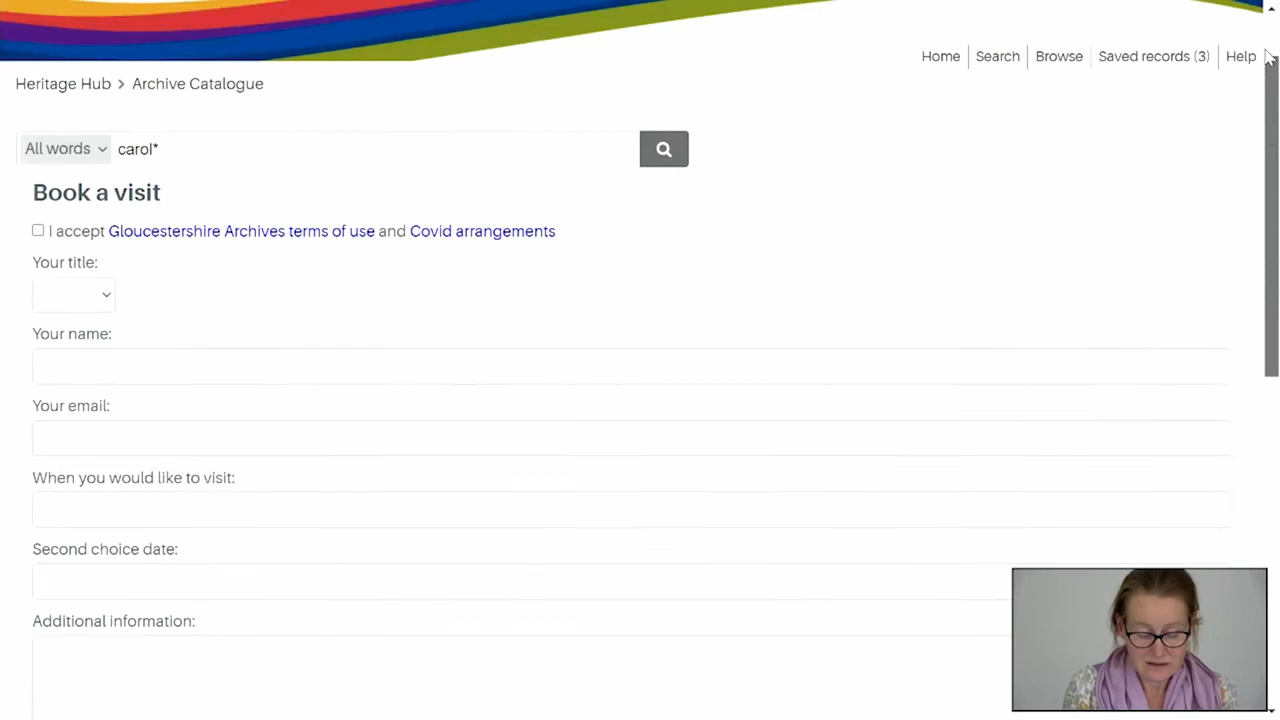 Home Search Browse Saved records (3) Help
Heritage Hub > Archive Catalogue
All words carol*
Book a visit
I accept Gloucestershire Archives terms of use and Covid arrangements
Your title:
Your name:
Your email:
When you would like to visit:
Second choice date:
Additional information: